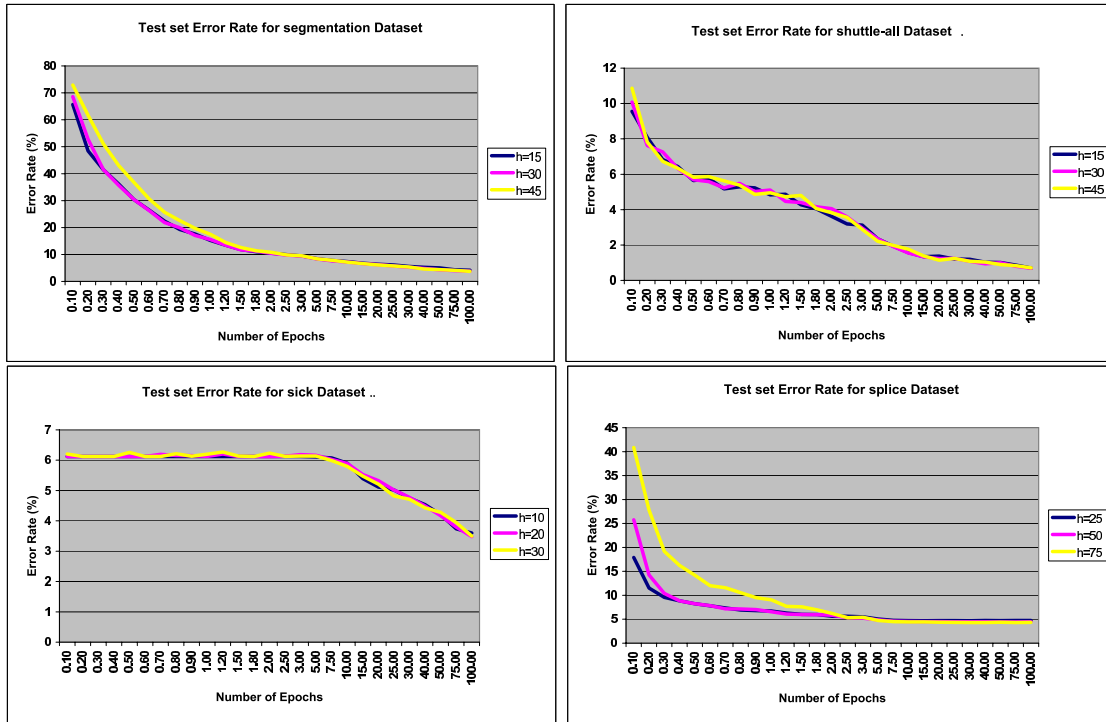 Test set Error Rate for segmentation Dataset
80
70
60
50
40
30
20
10
0
Error Rate (%)
0.10 0.20 0.30 0.40 0.50 0.60 0.70 0.80 0.90 1.00 1.20 1.50 1.80 2.00 2.50 3.00 5.00 7.50 10.00 15.00 20.00 25.00 30.00 40.00 50.00 75.00 100.00
Number of Epochs
h=15
h=30
h=45
Test set Error Rate for shuttle-all Dataset .
12
10
8
6
4
2
0
Error Rate (%)
0.10 0.20 0.30 0.40 0.50 0.60 0.70 0.80 0.90 1.00 1.20 1.50 1.80 2.00 2.50 3.00 5.00 7.50 10.00 15.00 20.00 25.00 30.00 40.00 50.00 75.00 100.00
Number of Epochs
h=15
h=30
h=45
Test set Error Rate for sick Dataset ..
7
6
5
4
3
2
1
0
Error Rate (%)
0.10 0.20 0.30 0.40 0.50 0.60 0.70 0.80 0.90 1.00 1.20 1.50 1.80 2.00 2.50 3.00 5.00 7.50 10.00 15.00 20.00 25.00 30.00 40.00 50.00 75.00 100.00
Number of Epochs
h=10
h=20
h=30
Test set Error Rate for splice Dataset
45
40
35
30
25
20
15
10
5
0
Error Rate (%)
0.10 0.20 0.30 0.40 0.50 0.60 0.70 0.80 0.90 1.00 1.20 1.50 1.80 2.00 2.50 3.00 5.00 7.50 10.00 15.00 20.00 25.00 30.00 40.00 50.00 75.00 100.00
Number of Epochs
h=25
h=50
h=75